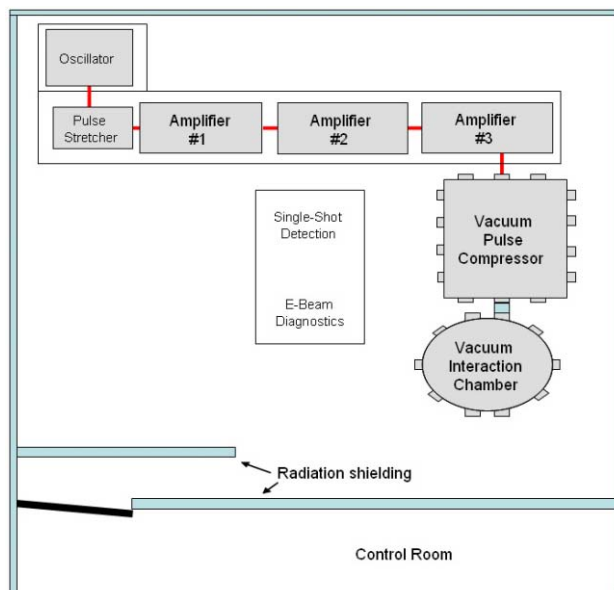 Oscillator
Pulse
Stretcher
Amplifier
#1
Amplifier
#2
Amplifier
#3
Single-Shot
Detection
E-Beam
Diagnostics
Vacuum
Pulse
Compressor
Vacuum
Interaction
Chamber
Radiation shielding
Control Room